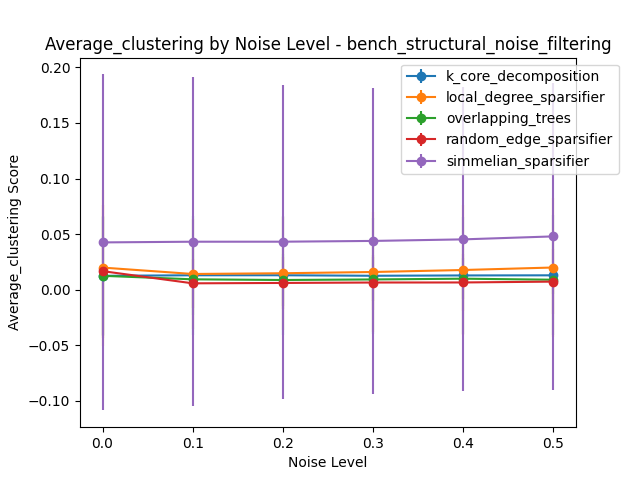 Average_clustering by Noise Level - bench_structural_noise_filtering
0.20
0.15
0.10
0.05
0.00
−0.05
−0.10
Average_clustering Score
k_core_decomposition
local_degree_sparsifier
overlapping_trees
random_edge_sparsifier
simmelian_sparsifier
0.0 0.1 0.2 0.3 0.4 0.5
Noise Level